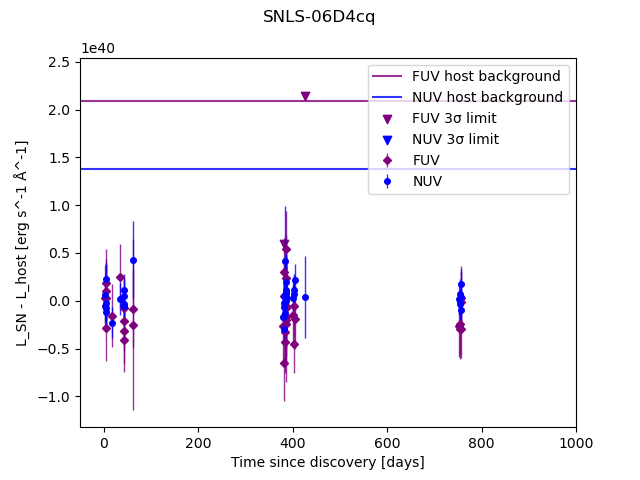 SNLS-06D4cq
1e40
2.5
2.0
1.5
1.0
0.5
0.0
−0.5
−1.0
L_SN - L_host [erg s^-1 Å^-1]
FUV host background
NUV host background
FUV 3σ limit
NUV 3σ limit
FUV
NUV
0 200 400 600 800 1000
Time since discovery [days]